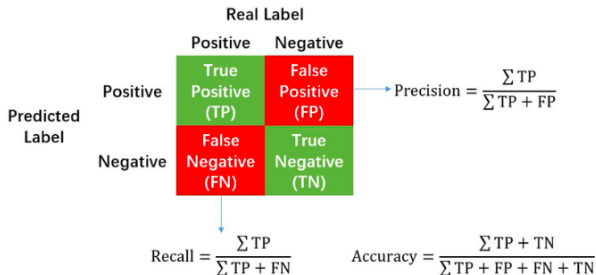 Real Label
Positive Negative
Predicted Label
Positive
True Positive (TP)
False Positive (FP)
Precision = ∑ TP / ∑ TP + FP
Negative
False Negative (FN)
True Negative (TN)
Recall = ∑ TP / ∑ TP + FN
Accuracy = ∑ TP + TN / ∑ TP + FP + FN + TN